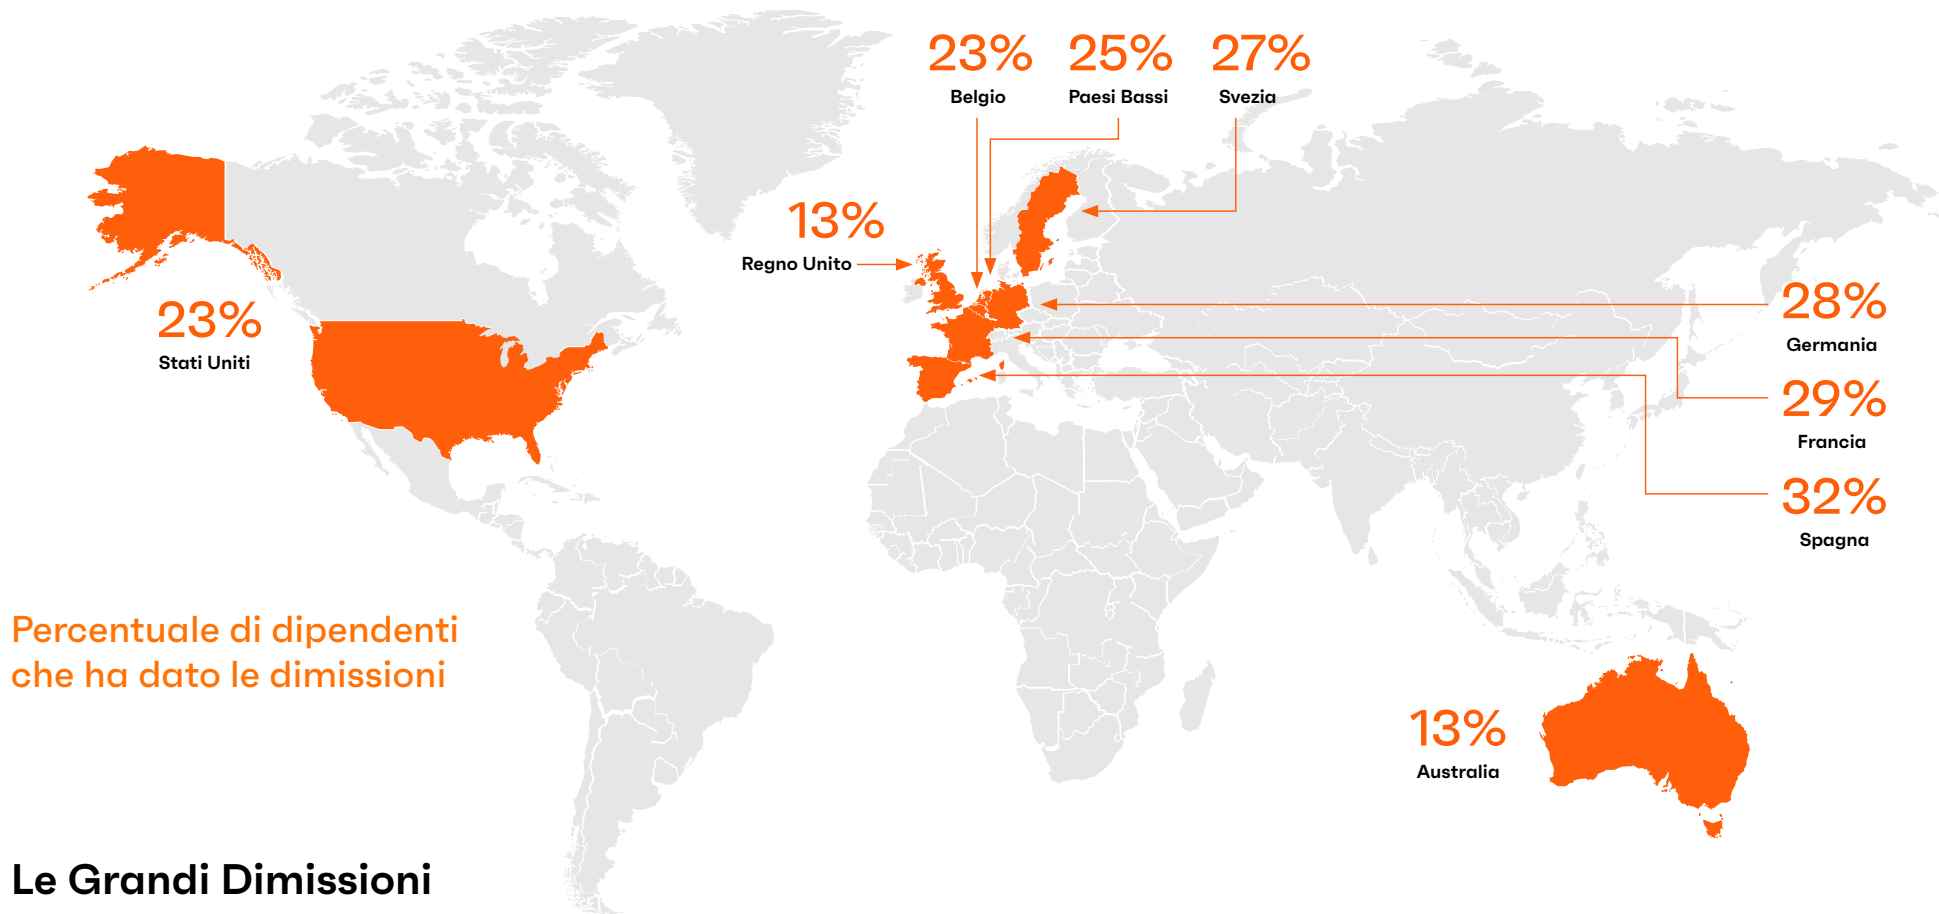 23%
Belgio
25%
Paesi Bassi
27%
Svezia
13%
Regno Unito
23%
Stati Uniti
28%
Germania
29%
Francia
32%
Spagna
Percentuale di dipendenti
che ha dato le dimissioni
13%
Australia
Le Grandi Dimissioni